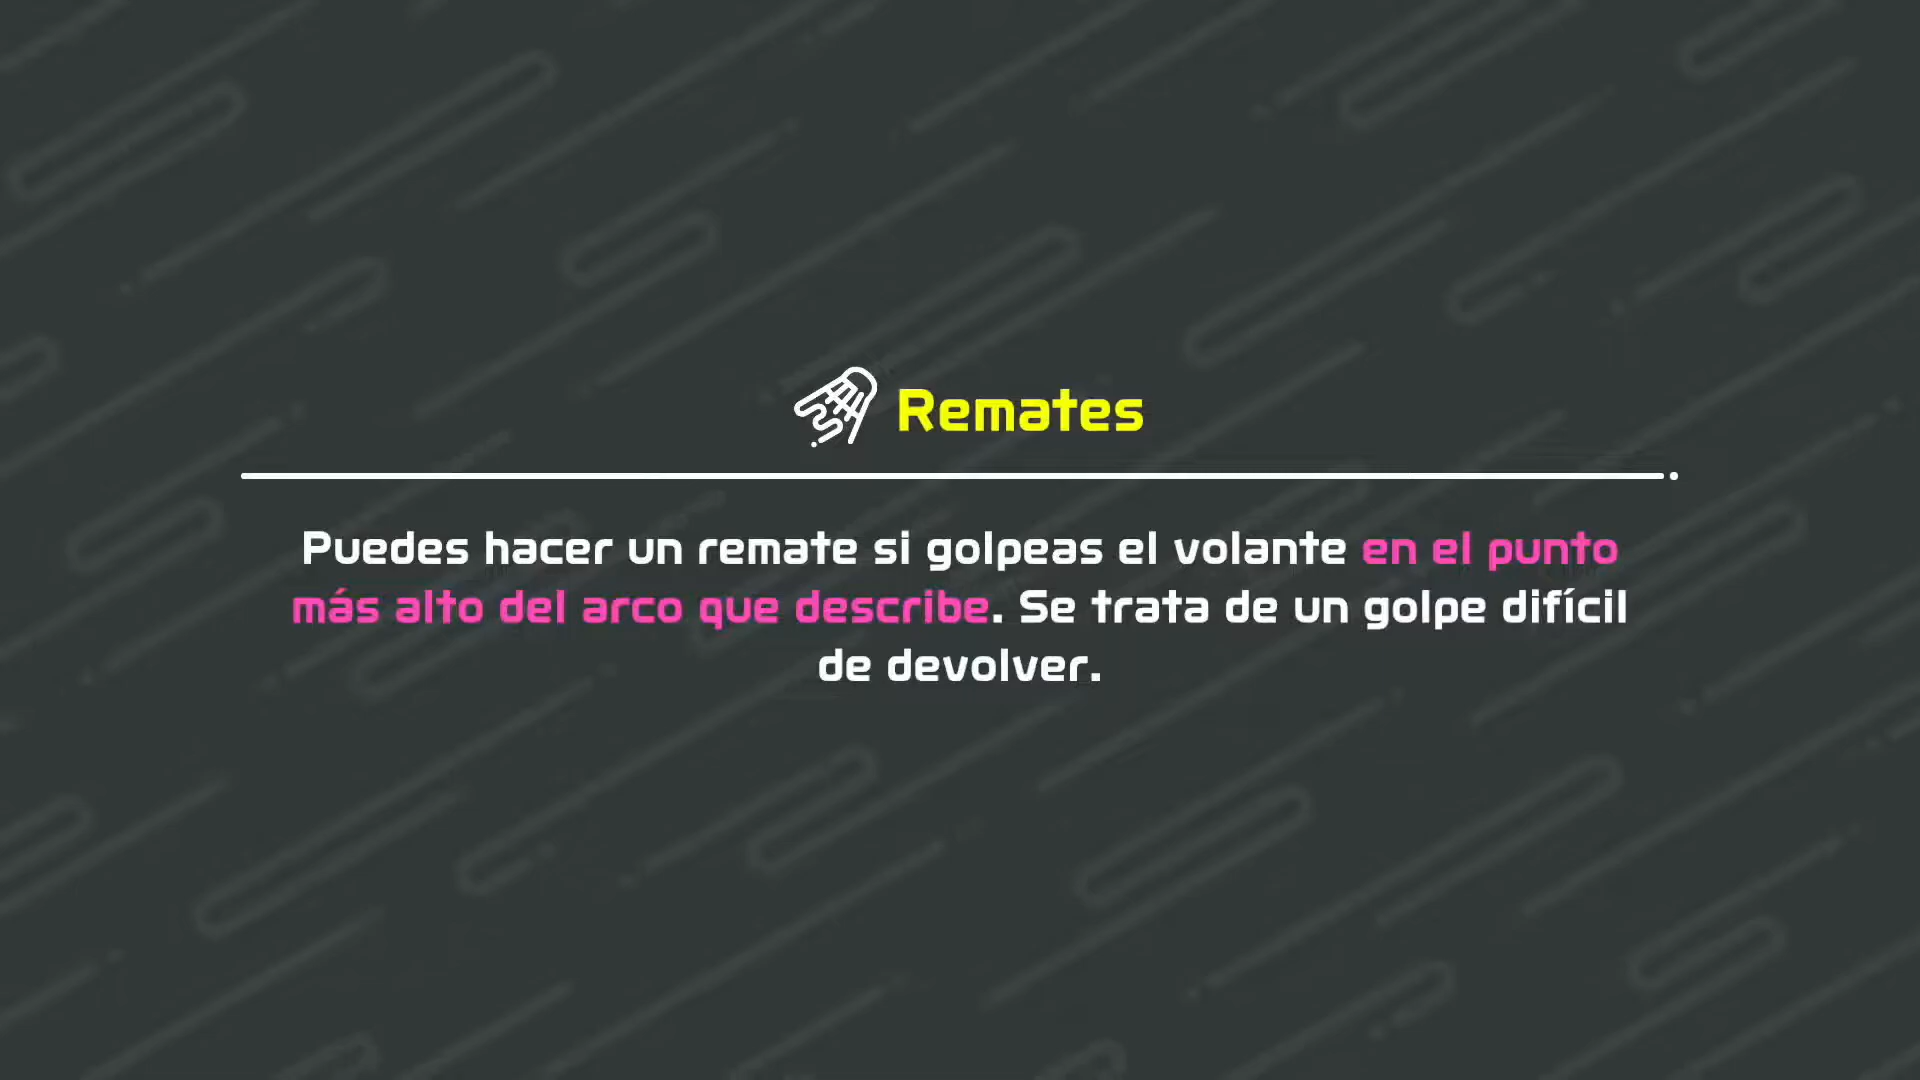 Remates
Puedes hacer un remate si golpeas el volante en el punto
más alto del arco que describe. Se trata de un golpe difícil
de devolver.